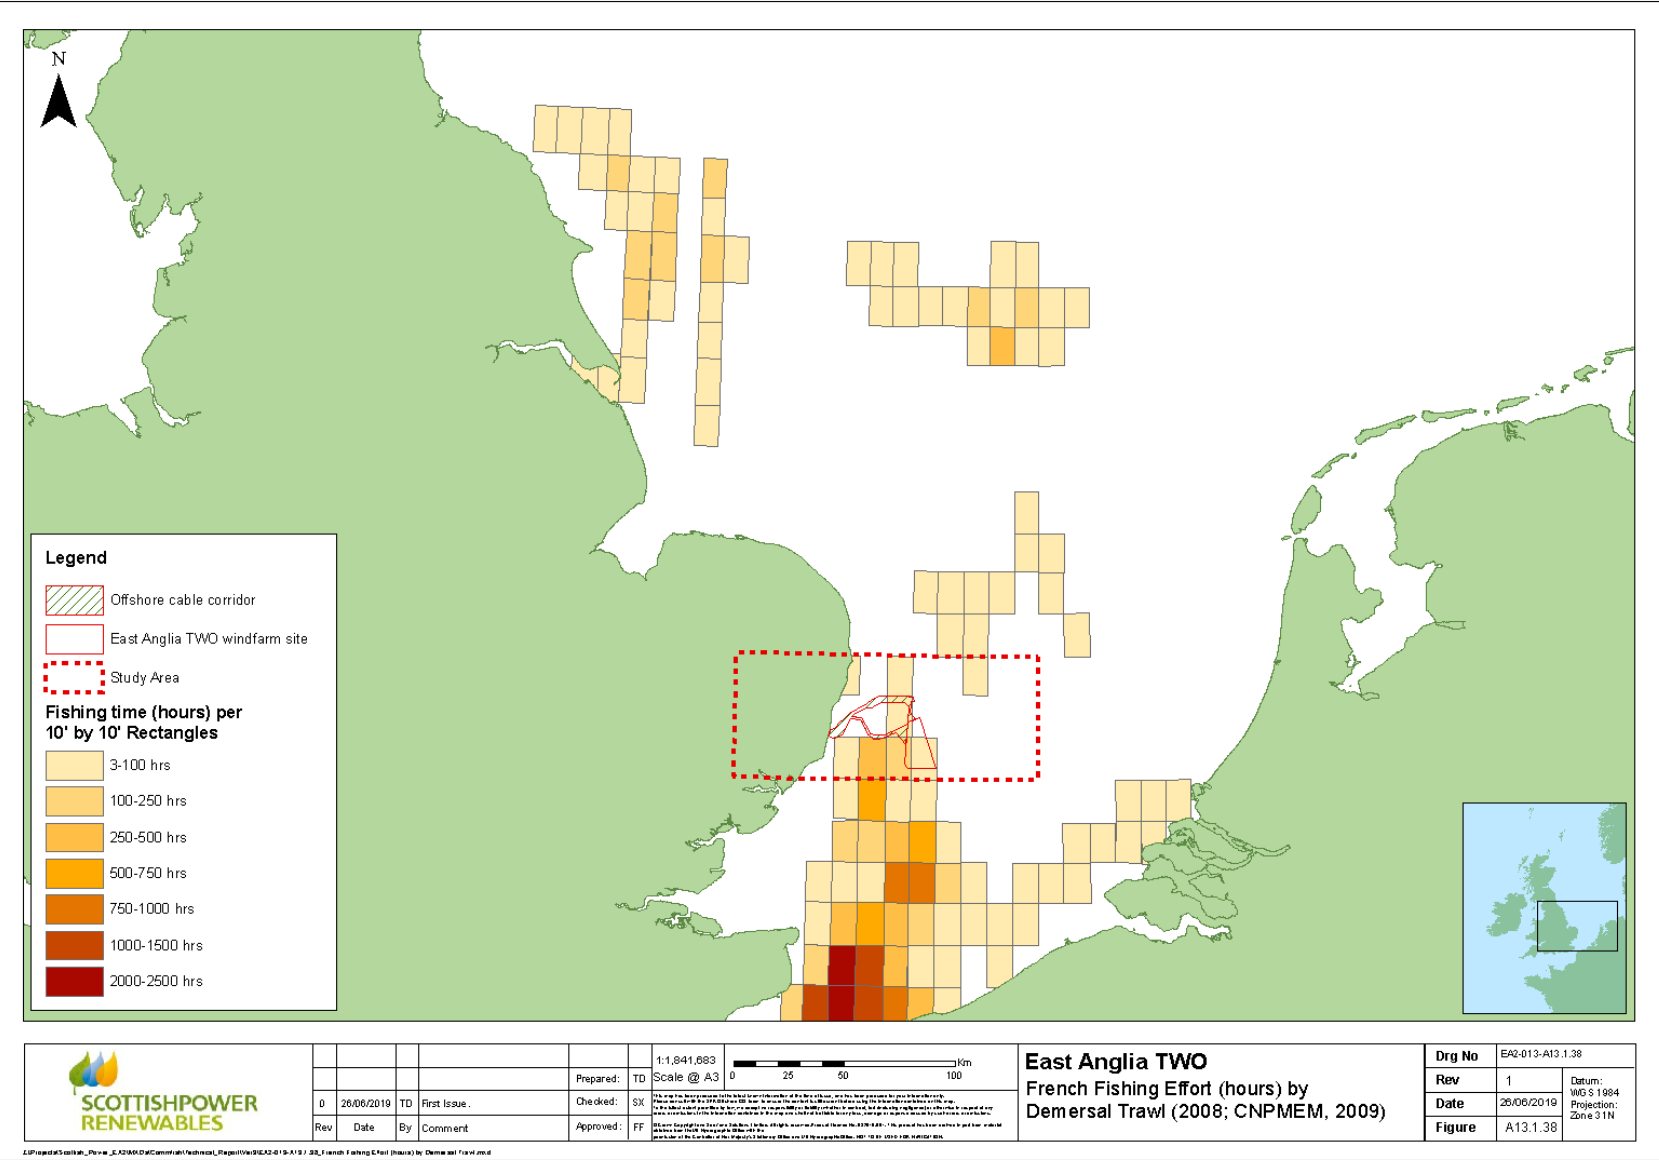 N
Legend
Offshore cable corridor
East Anglia TWO windfarm site
Study Area
Fishing time (hours) per
10' by 10' Rectangles
3-100 hrs
100-250 hrs
250-500 hrs
500-750 hrs
750-1000 hrs
1000-1500 hrs
2000-2500 hrs
SCOTTISHPOWER
RENEWABLES
0 26/06/2019 TD First Issue.
Rev Date By Comment
Prepared: TD
Checked: SX
Approved: FF
1:1,841,683
Scale @ A3
0 25 50 100 Km
East Anglia TWO
French Fishing Effort (hours) by
Demersal Trawl (2008; CNPMEM, 2009)
Drg No EA2-013-A13.1.38
Rev 1
Date 26/06/2019
Figure A13.1.38
Datum:
WGS 1984
Projection:
Zone 31N